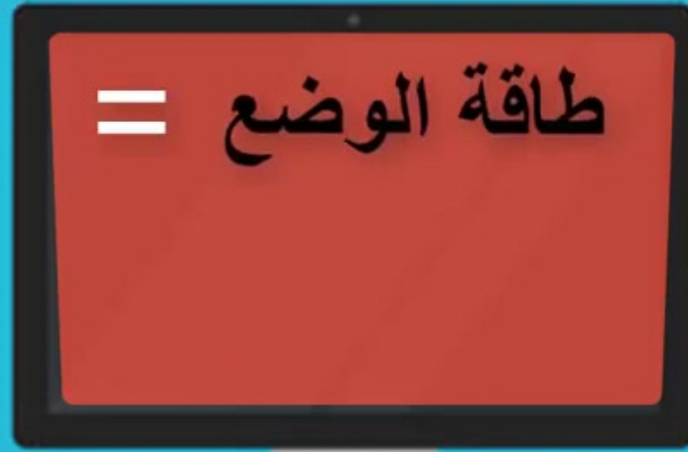 طاقة الوضع =